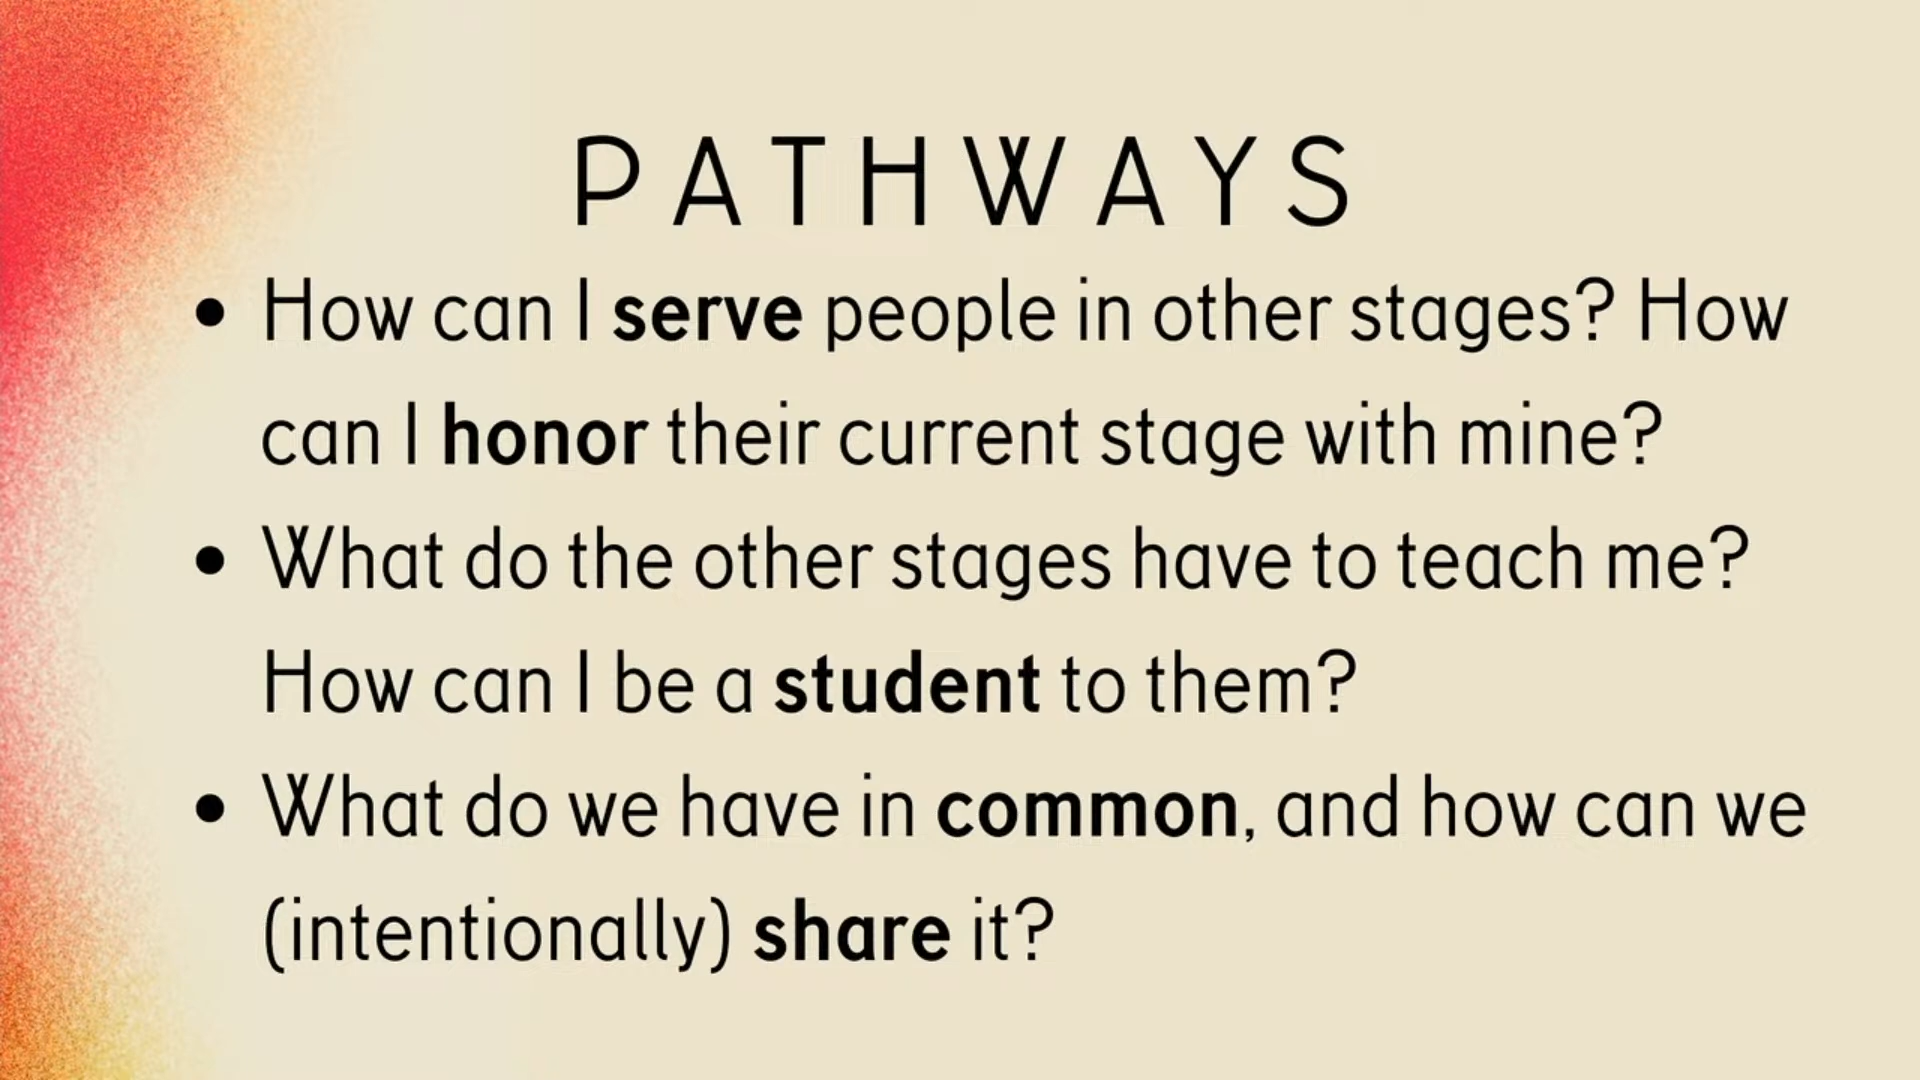 PATHWAYS
• How can I serve people in other stages? How
can I honor their current stage with mine?
• What do the other stages have to teach me?
How can I be a student to them?
• What do we have in common, and how can we
(intentionally) share it?